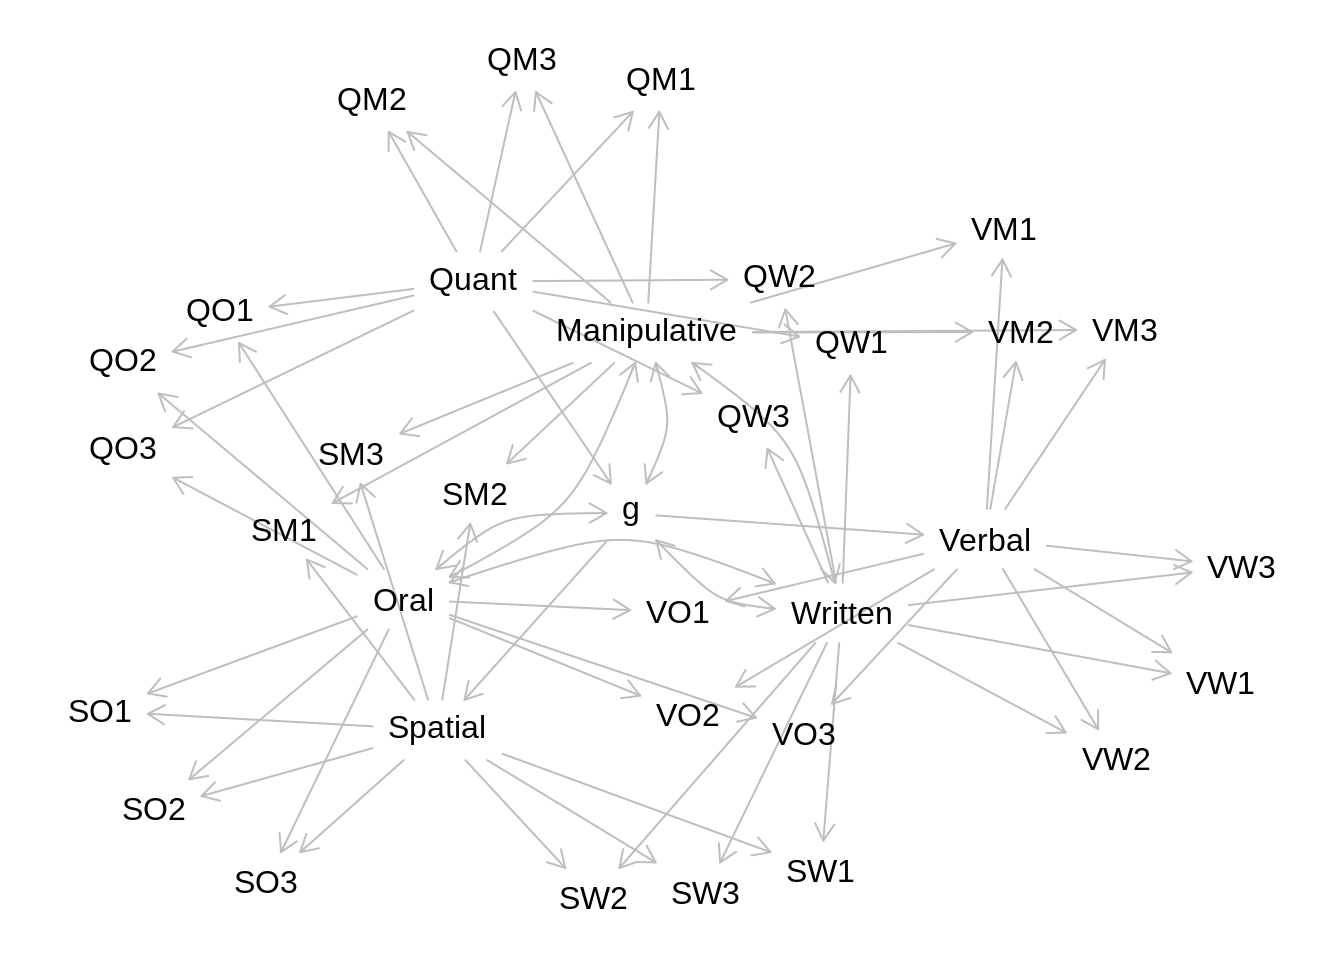 QM3
QM1
QM2
VM1
QW2
Quant
QO1
Manipulative
VM3
VM2
QW1
QO2
QW3
QO3
SM3
SM2
g
SM1
Verbal
VW3
Oral
VO1
Written
VW1
SO1
VO2
Spatial
VO3
VW2
SO2
SW1
SO3
SW3
SW2